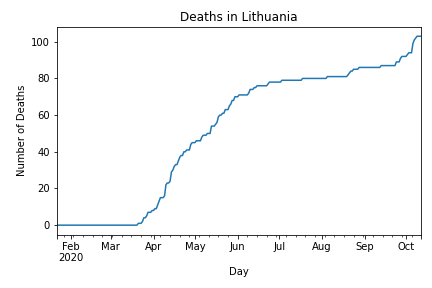 Deaths in Lithuania
Number of Deaths
100
80
60
40
20
0
Feb Mar Apr May Jun Jul Aug Sep Oct
2020
Day